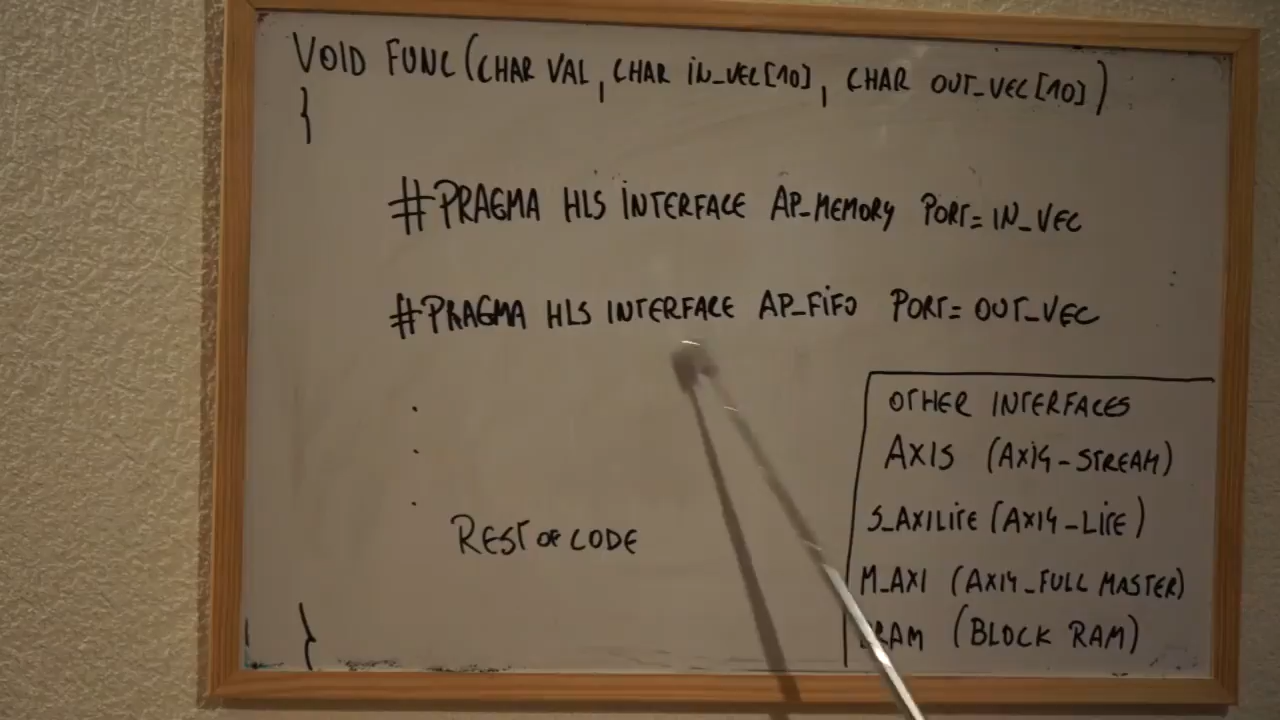 VOID FUNC(CHAR VAL, CHAR IN_VEC[10], CHAR OUT_VEC[10])
{
#PRAGMA HLS INTERFACE AP_MEMORY PORT=IN_VEC
#PRAGMA HLS INTERFACE AP_FIFO PORT=OUT_VEC
.
.
.
REST OF CODE
}
OTHER INTERFACES
AXIS (AXI4-STREAM)
S_AXILITE (AXI4-LITE)
M_AXI (AXI4_FULL MASTER)
(BLOCK RAM)